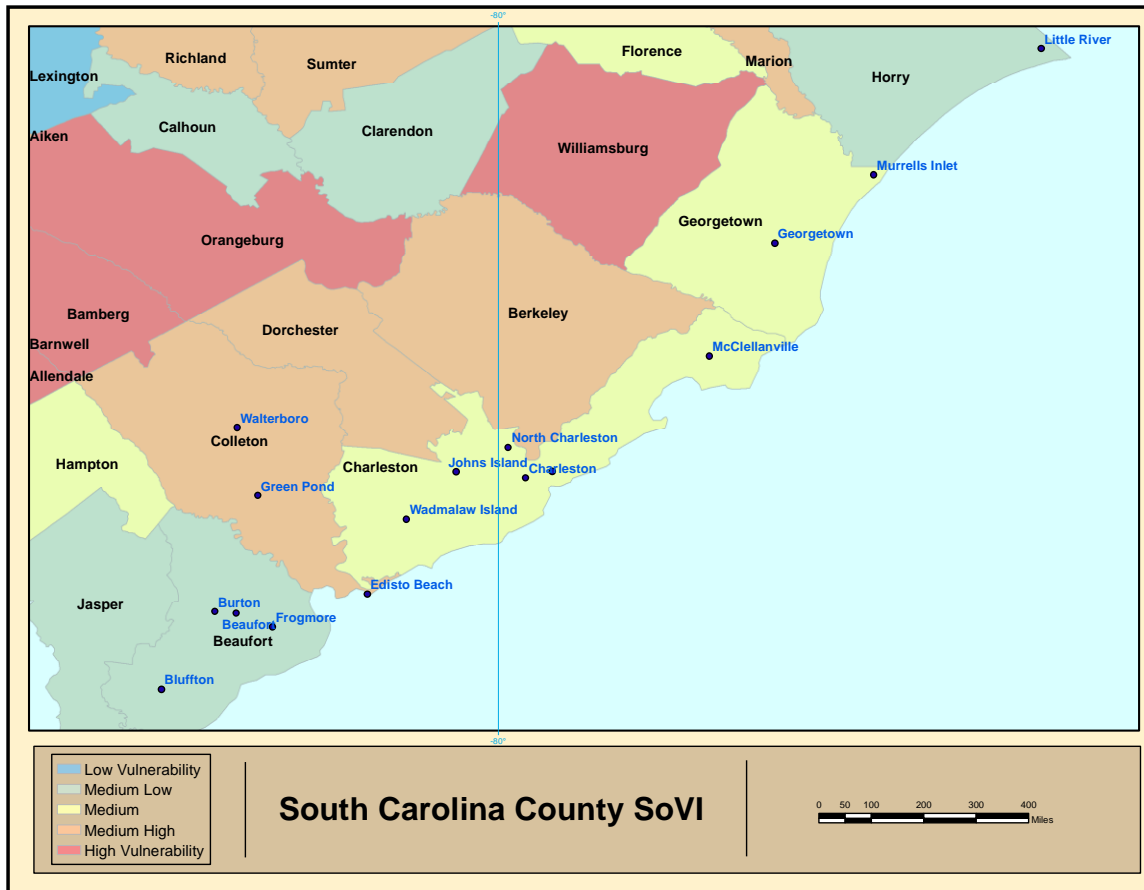 -80°
Little River
Richland
Florence
Sumter
Marion
Lexington
Horry
Calhoun
Clarendon
Aiken
Williamsburg
Murrells Inlet
Georgetown
Georgetown
Orangeburg
Bamberg
Berkeley
Dorchester
Barnwell
McClellanville
Allendale
Walterboro
Colleton
North Charleston
Hampton
Charleston
Johns Island
Charleston
Green Pond
Wadmalaw Island
Edisto Beach
Jasper
Burton
Frogmore
Beaufort
Beaufort
Bluffton
-80°
Low Vulnerability
Medium Low
Medium
Medium High
High Vulnerability
South Carolina County SoVI
0 50 100 200 300 400
Miles